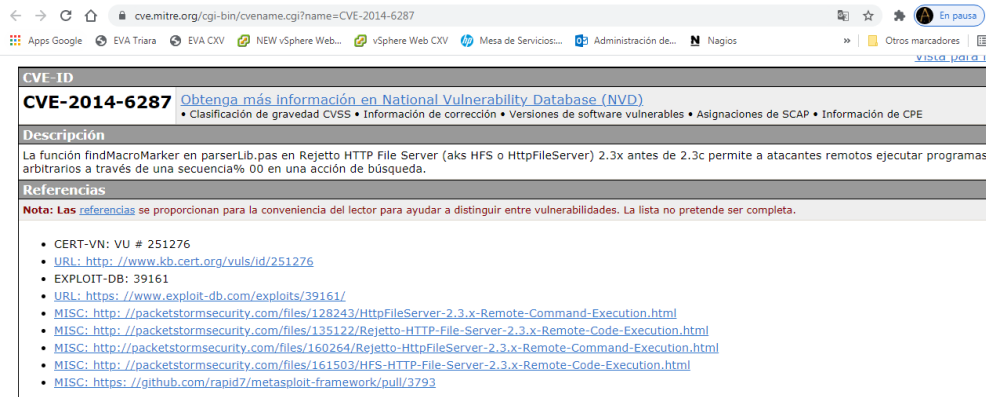 cve.mitre.org/cgi-bin/cvename.cgi?name=CVE-2014-6287
A En pausa
Apps Google EVA Triara EVA CXV NEW vSphere Web... vSphere Web CXV Mesa de Servicios:... Administración de... N Nagios » Otros marcadores
Vista para
CVE-ID
CVE-2014-6287 Obtenga más información en National Vulnerability Database (NVD)
• Clasificación de gravedad CVSS • Información de corrección • Versiones de software vulnerables • Asignaciones de SCAP • Información de CPE
Descripción
La función findMacroMarker en parserLib.pas en Rejetto HTTP File Server (aks HFS o HttpFileServer) 2.3x antes de 2.3c permite a atacantes remotos ejecutar programas
arbitrarios a través de una secuencia% 00 en una acción de búsqueda.
Referencias
Nota: Las referencias se proporcionan para la conveniencia del lector para ayudar a distinguir entre vulnerabilidades. La lista no pretende ser completa.
• CERT-VN: VU # 251276
• URL: http: //www.kb.cert.org/vuls/id/251276
• EXPLOIT-DB: 39161
• URL: https: //www.exploit-db.com/exploits/39161/
• MISC: http: //packetstormsecurity.com/files/128243/HttpFileServer-2.3.x-Remote-Command-Execution.html
• MISC: http: //packetstormsecurity.com/files/135122/Rejetto-HTTP-File-Server-2.3.x-Remote-Code-Execution.html
• MISC: http://packetstormsecurity.com/files/160264/Rejetto-HttpFileServer-2.3.x-Remote-Command-Execution.html
• MISC: http: //packetstormsecurity.com/files/161503/HFS-HTTP-File-Server-2.3.x-Remote-Code-Execution.html
• MISC: https: //github.com/rapid7/metasploit-framework/pull/3793